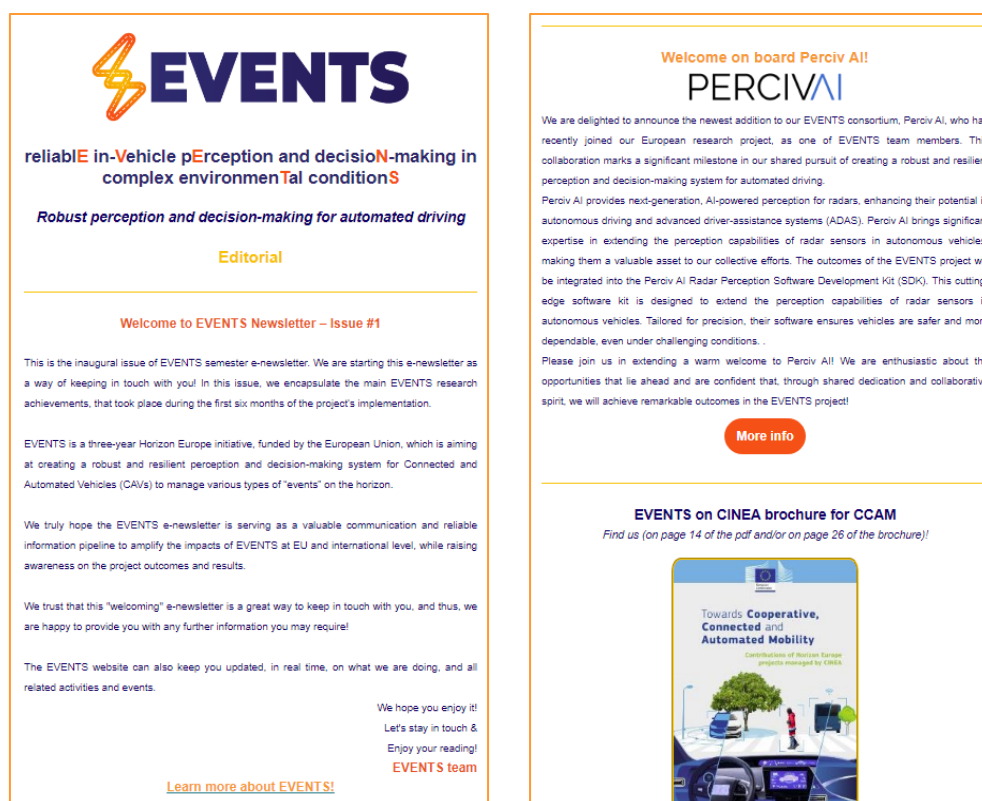 EVENTS
reliablE in-Vehicle pErception and decisioN-making in
complex environmenTal conditionS
Robust perception and decision-making for automated driving
Editorial
Welcome to EVENTS Newsletter – Issue #1
This is the inaugural issue of EVENTS semester e-newsletter. We are starting this e-newsletter as
a way of keeping in touch with you! In this issue, we encapsulate the main EVENTS research
achievements, that took place during the first six months of the project's implementation.
EVENTS is a three-year Horizon Europe initiative, funded by the European Union, which is aiming
at creating a robust and resilient perception and decision-making system for Connected and
Automated Vehicles (CAVs) to manage various types of "events" on the horizon.
We truly hope the EVENTS e-newsletter is serving as a valuable communication and reliable
information pipeline to amplify the impacts of EVENTS at EU and international level, while raising
awareness on the project outcomes and results.
We trust that this "welcoming" e-newsletter is a great way to keep in touch with you, and thus, we
are happy to provide you with any further information you may require!
The EVENTS website can also keep you updated, in real time, on what we are doing, and all
related activities and events.
We hope you enjoy it!
Let's stay in touch &
Enjoy your reading!
EVENTS team
Learn more about EVENTS!
Welcome on board Perciv AI!
PERCIVAI
We are delighted to announce the newest addition to our EVENTS consortium, Perciv AI, who ha
recently joined our European research project, as one of EVENTS team members. Thi
collaboration marks a significant milestone in our shared pursuit of creating a robust and resilien
perception and decision-making system for automated driving.
Perciv AI provides next-generation, AI-powered perception for radars, enhancing their potential i
autonomous driving and advanced driver-assistance systems (ADAS). Perciv AI brings significan
expertise in extending the perception capabilities of radar sensors in autonomous vehicles
making them a valuable asset to our collective efforts. The outcomes of the EVENTS project w
be integrated into the Perciv AI Radar Perception Software Development Kit (SDK). This cutting
edge software kit is designed to extend the perception capabilities of radar sensors i
autonomous vehicles. Tailored for precision, their software ensures vehicles are safer and mor
dependable, even under challenging conditions. .
Please join us in extending a warm welcome to Perciv AI! We are enthusiastic about th
opportunities that lie ahead and are confident that, through shared dedication and collaborativ
spirit, we will achieve remarkable outcomes in the EVENTS project!
More info
EVENTS on CINEA brochure for CCAM
Find us (on page 14 of the pdf and/or on page 26 of the brochure)!
Towards Cooperative,
Connected and
Automated Mobility
Contributions of Horizon Europe
projects managed by CINEA